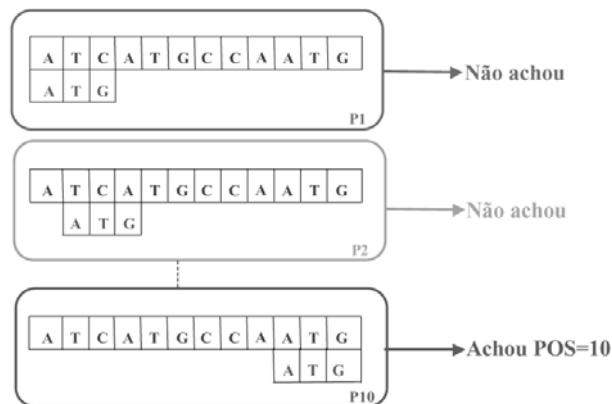 A T C A T G C C A A T G
A T G
Não achou
P1
A T C A T G C C A A T G
A T G
Não achou
P2
A T C A T G C C A A T G
A T G
Achou POS=10
P10